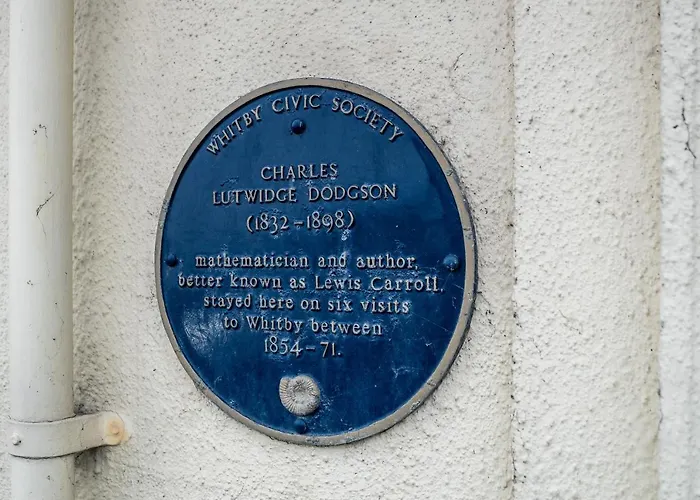 WHITBY CIVIC SOCIETY
CHARLES
LUTWIDGE DODGSON
(1832-1898)
mathematician and author,
better known as Lewis Carroll,
stayed here on six visits
to Whitby between
1854-71.